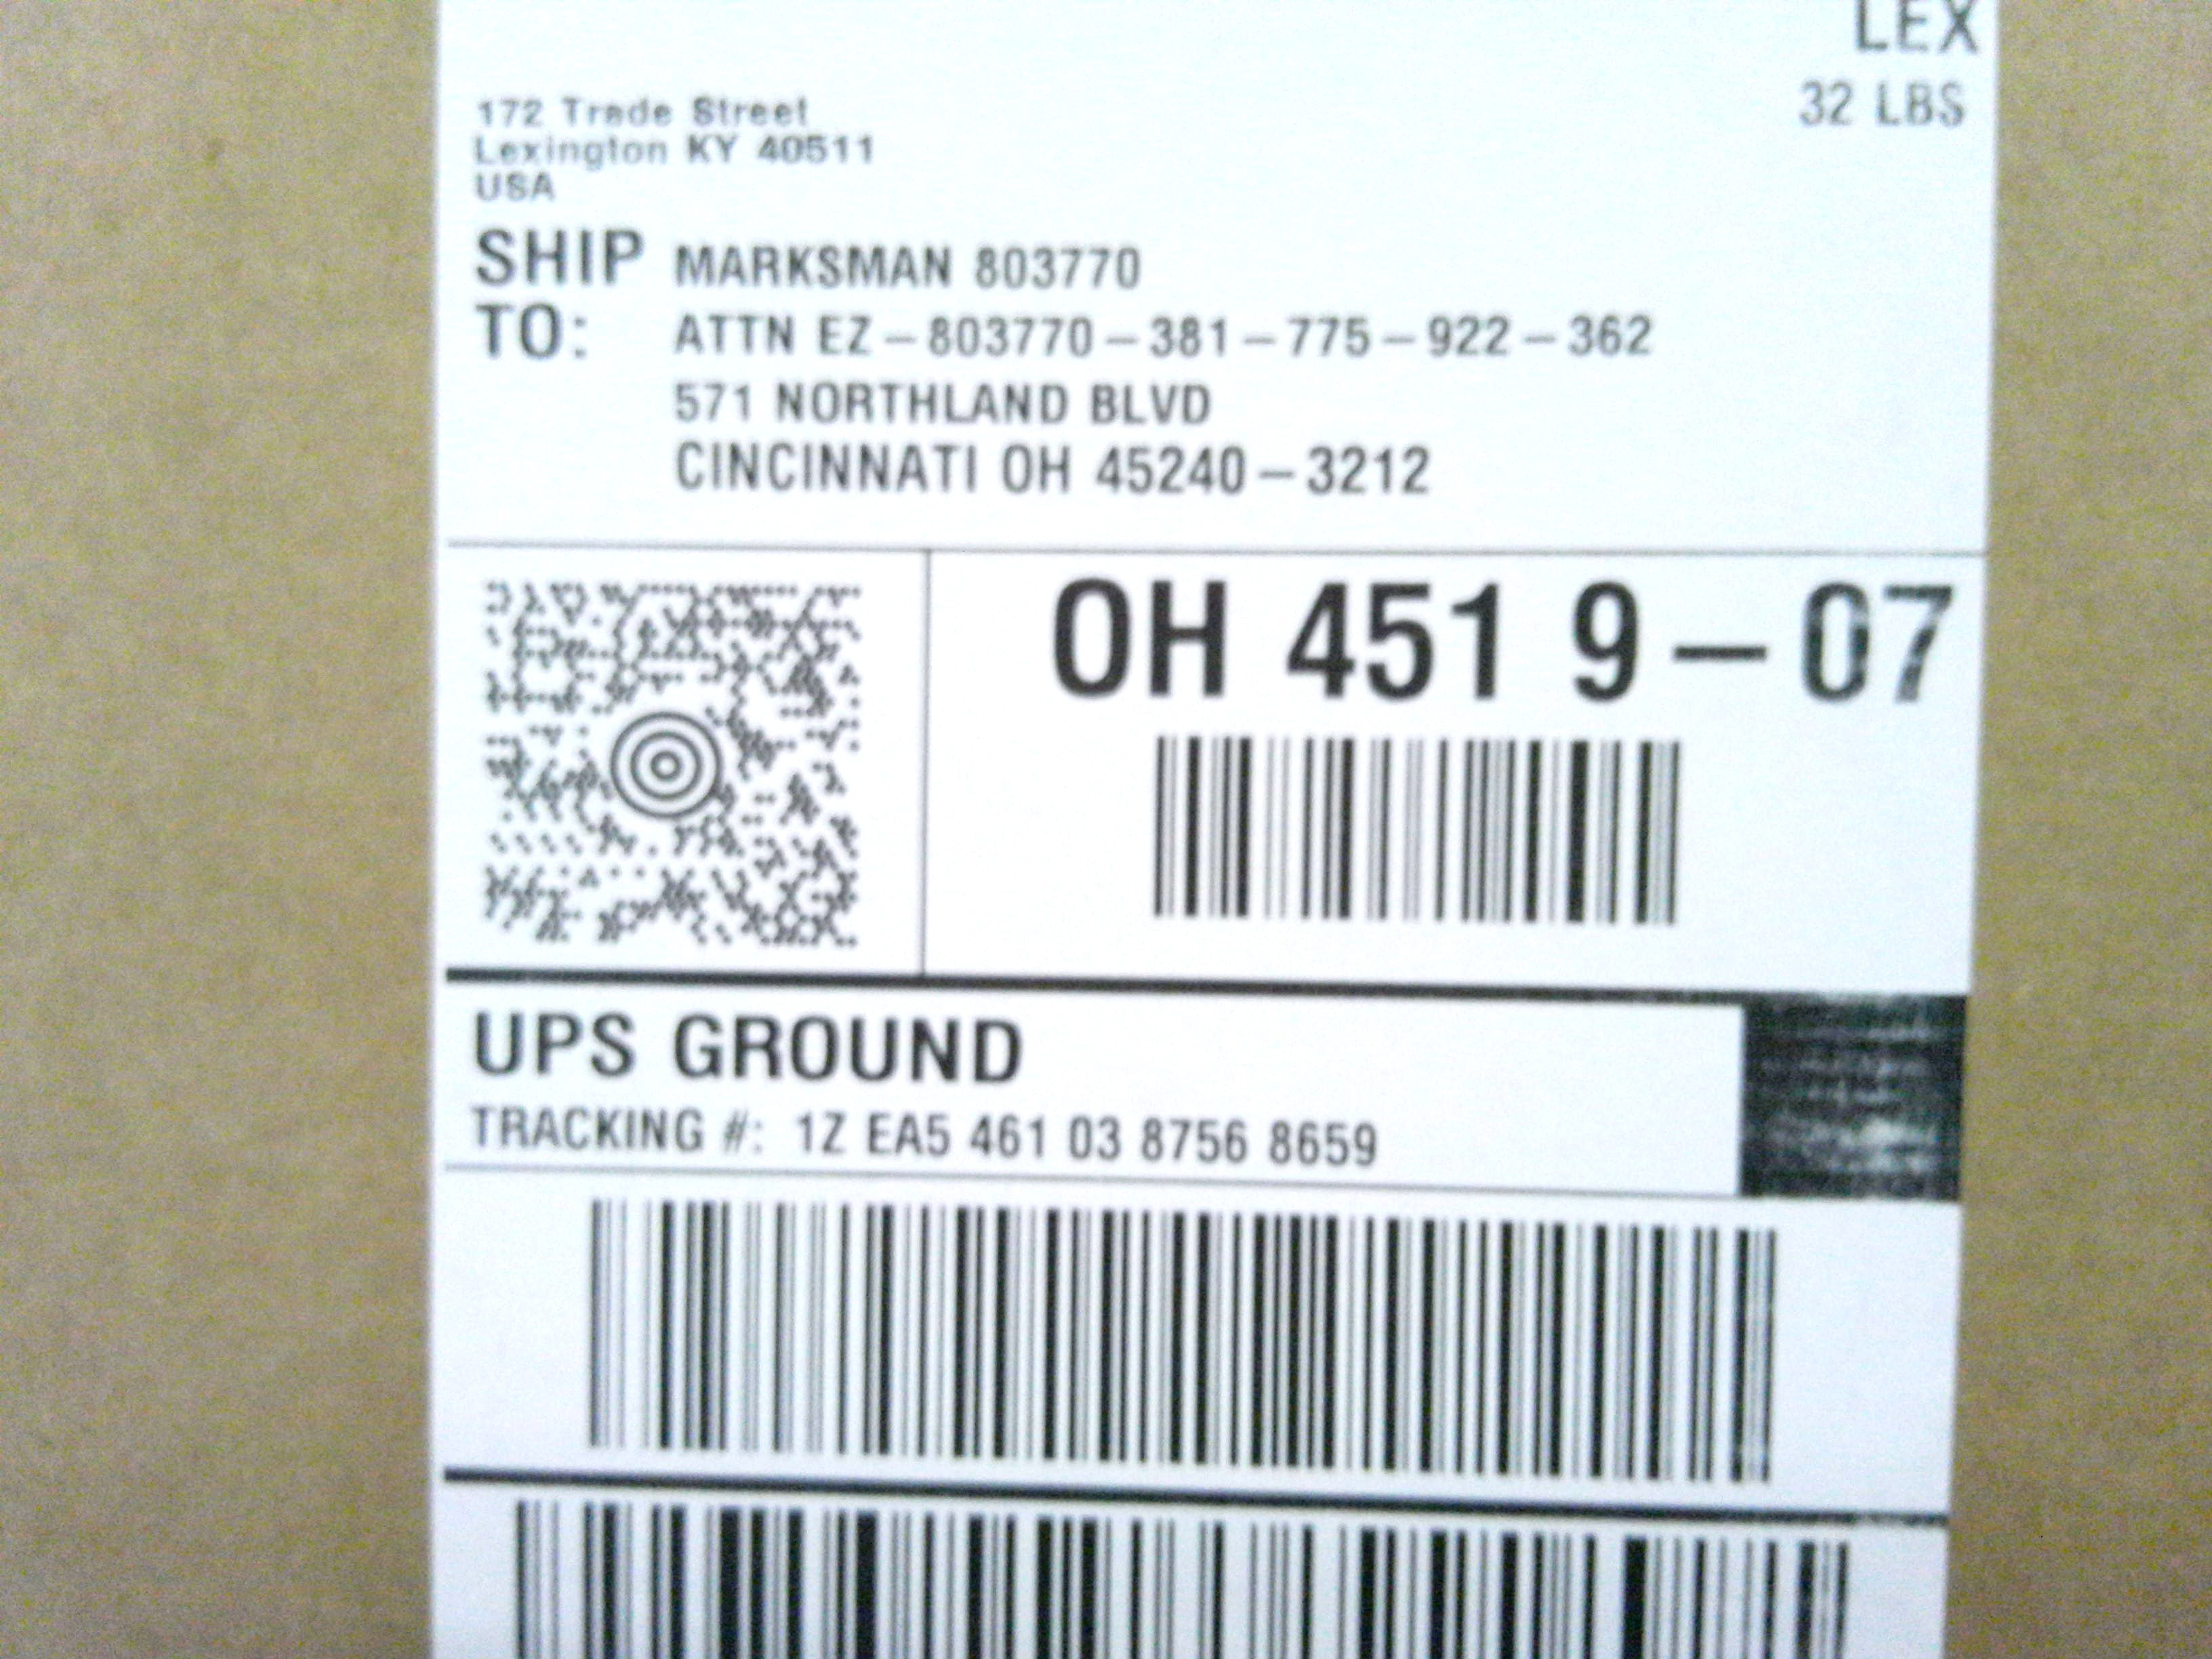 LEX
32 LBS
172 Trade Street
Lexington KY 40511
USA
SHIP TO: MARKSMAN 803770
ATTN EZ-803770-381-775-922-362
571 NORTHLAND BLVD
CINCINNATI OH 45240-3212
OH 451 9-07
UPS GROUND
TRACKING #: 1Z EA5 461 03 8756 8659